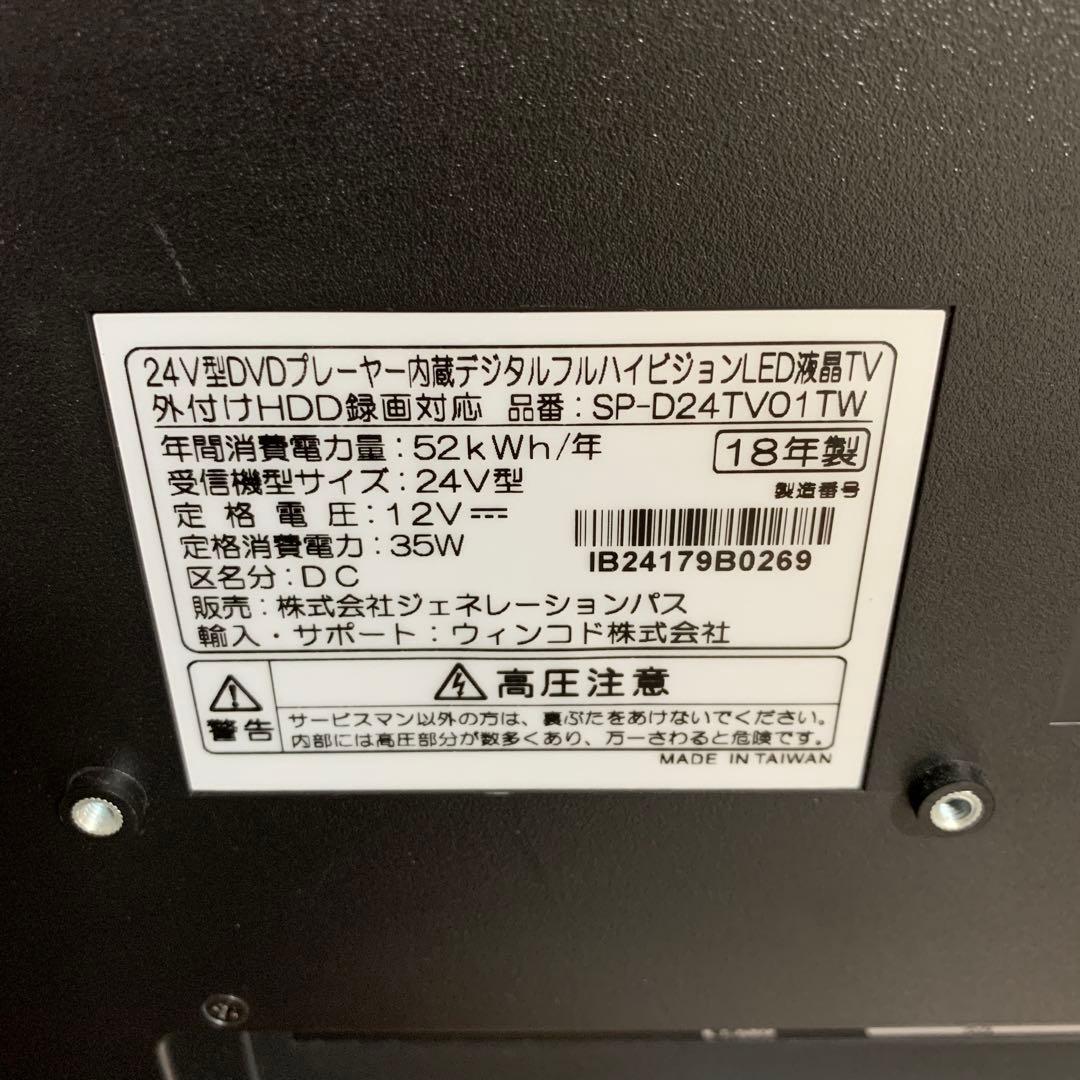 24V型DVDプレーヤー内蔵デジタルフルハイビジョンLED液晶TV
外付けHDD録画対応 品番：SP-D24TV01TW
年間消費電力量：52kWh/年
18年製
受信機型サイズ：24V型
製造番号
定格電圧：12V⎓
IB24179B0269
定格消費電力：35W
区名分：DC
販売：株式会社ジェネレーションパス
輸入・サポート：ウィンコド株式会社
高圧注意
警告
サービスマン以外の方は、裏ぶたをあけないでください。
内部には高圧部分が数多くあり、万一さわると危険です。
MADE IN TAIWAN